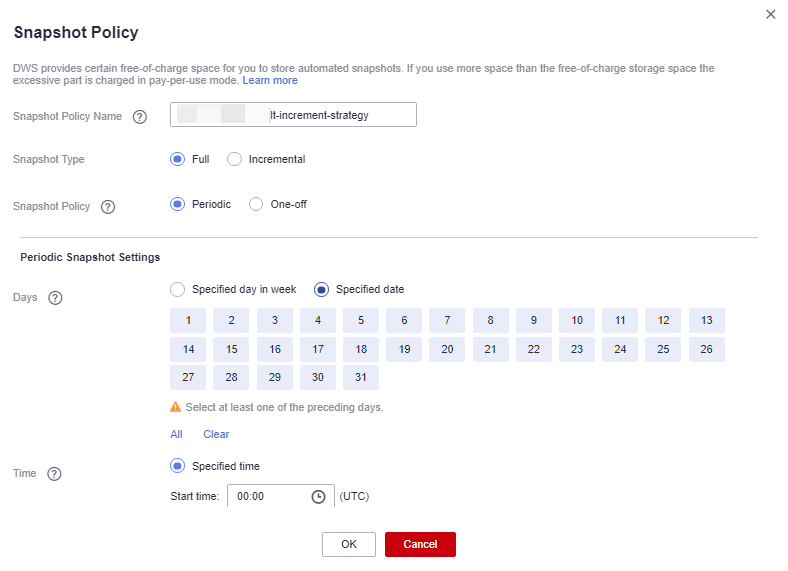 Snapshot Policy
DWS provides certain free-of-charge space for you to store automated snapshots. If you use more space than the free-of-charge storage space the
excessive part is charged in pay-per-use mode. Learn more
Snapshot Policy Name ? lt-increment-strategy
Snapshot Type Full Incremental
Snapshot Policy ? Periodic One-off
Periodic Snapshot Settings
Days ? Specified day in week Specified date
1 2 3 4 5 6 7 8 9 10 11 12 13
14 15 16 17 18 19 20 21 22 23 24 25 26
27 28 29 30 31
Select at least one of the preceding days.
All Clear
Time ? Specified time
Start time: 00:00 (UTC)
OK Cancel